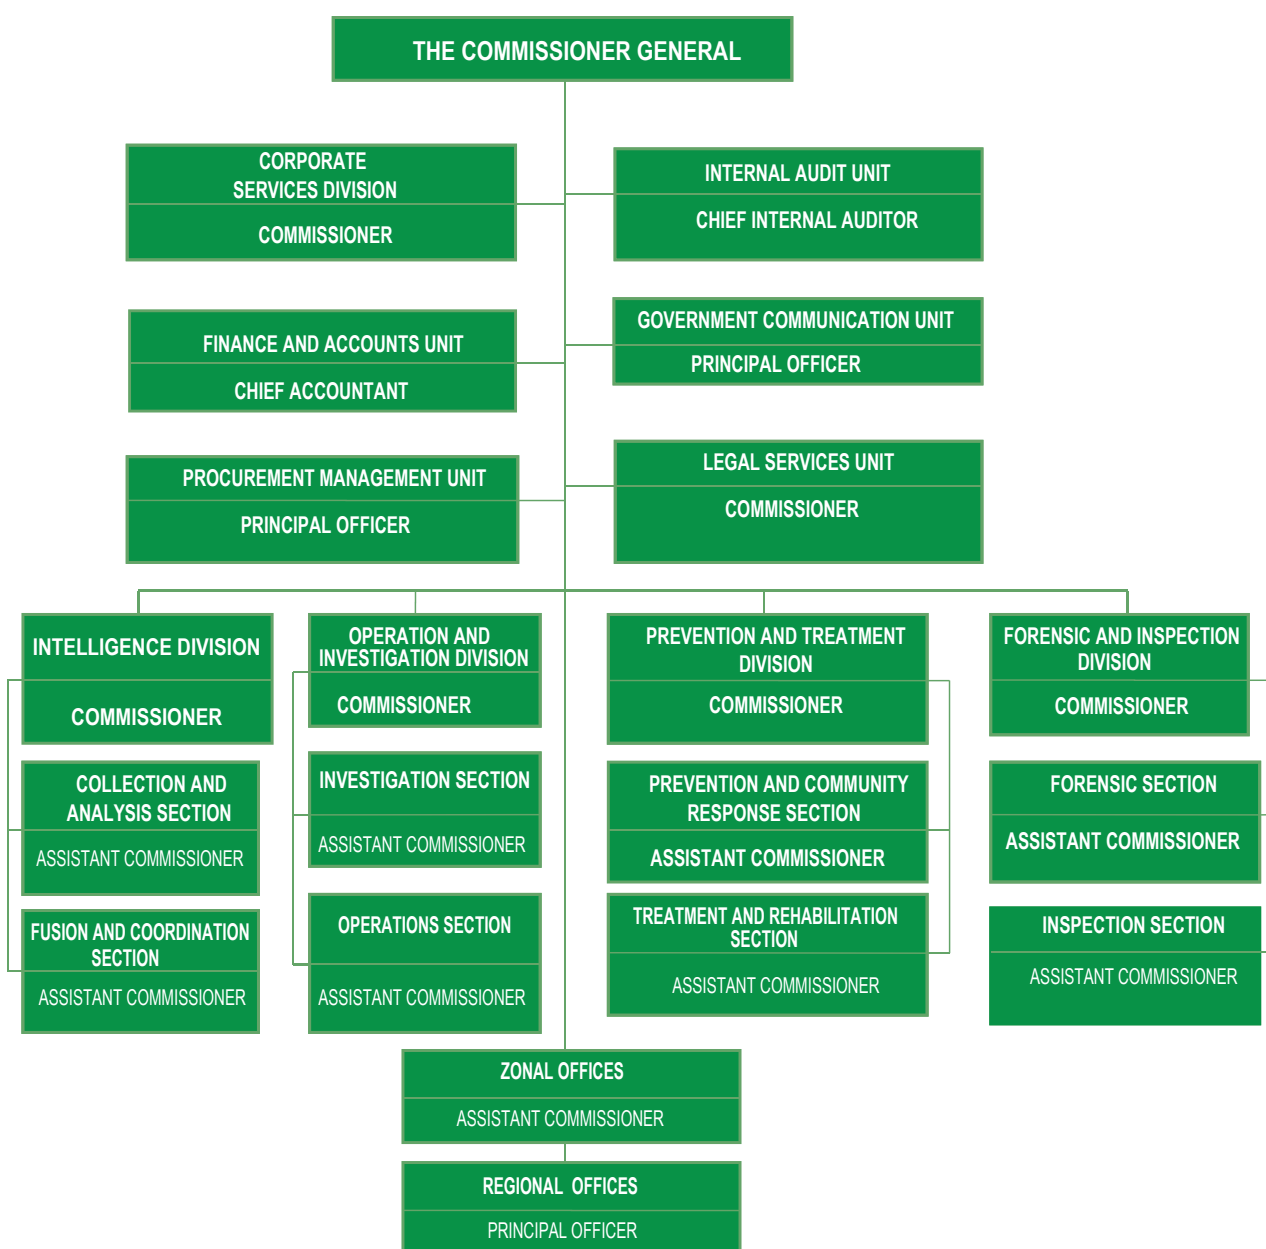 THE COMMISSIONER GENERAL
CORPORATE
SERVICES DIVISION
COMMISSIONER
INTERNAL AUDIT UNIT
CHIEF INTERNAL AUDITOR
FINANCE AND ACCOUNTS UNIT
CHIEF ACCOUNTANT
GOVERNMENT COMMUNICATION UNIT
PRINCIPAL OFFICER
PROCUREMENT MANAGEMENT UNIT
PRINCIPAL OFFICER
LEGAL SERVICES UNIT
COMMISSIONER
INTELLIGENCE DIVISION
COMMISSIONER
COLLECTION AND
ANALYSIS SECTION
ASSISTANT COMMISSIONER
FUSION AND COORDINATION
SECTION
ASSISTANT COMMISSIONER
OPERATION AND
INVESTIGATION DIVISION
COMMISSIONER
INVESTIGATION SECTION
ASSISTANT COMMISSIONER
OPERATIONS SECTION
ASSISTANT COMMISSIONER
PREVENTION AND TREATMENT
DIVISION
COMMISSIONER
PREVENTION AND COMMUNITY
RESPONSE SECTION
ASSISTANT COMMISSIONER
TREATMENT AND REHABILITATION
SECTION
ASSISTANT COMMISSIONER
FORENSIC AND INSPECTION
DIVISION
COMMISSIONER
FORENSIC SECTION
ASSISTANT COMMISSIONER
INSPECTION SECTION
ASSISTANT COMMISSIONER
ZONAL OFFICES
ASSISTANT COMMISSIONER
REGIONAL OFFICES
PRINCIPAL OFFICER